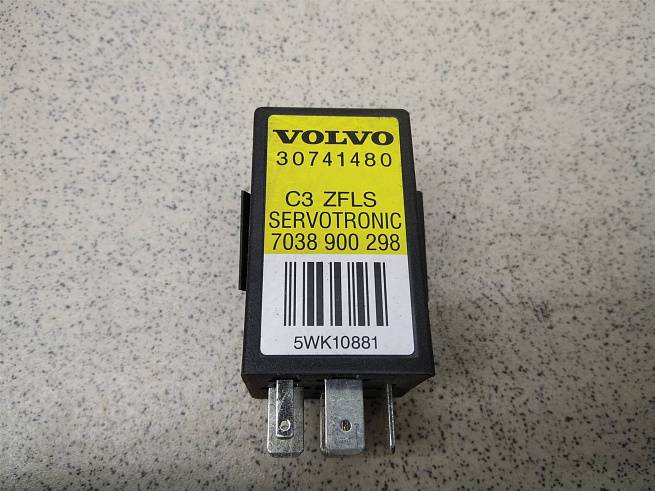 VOLVO
30741480
C3 ZFLS
SERVOTRONIC
7038 900 298
5WK10881